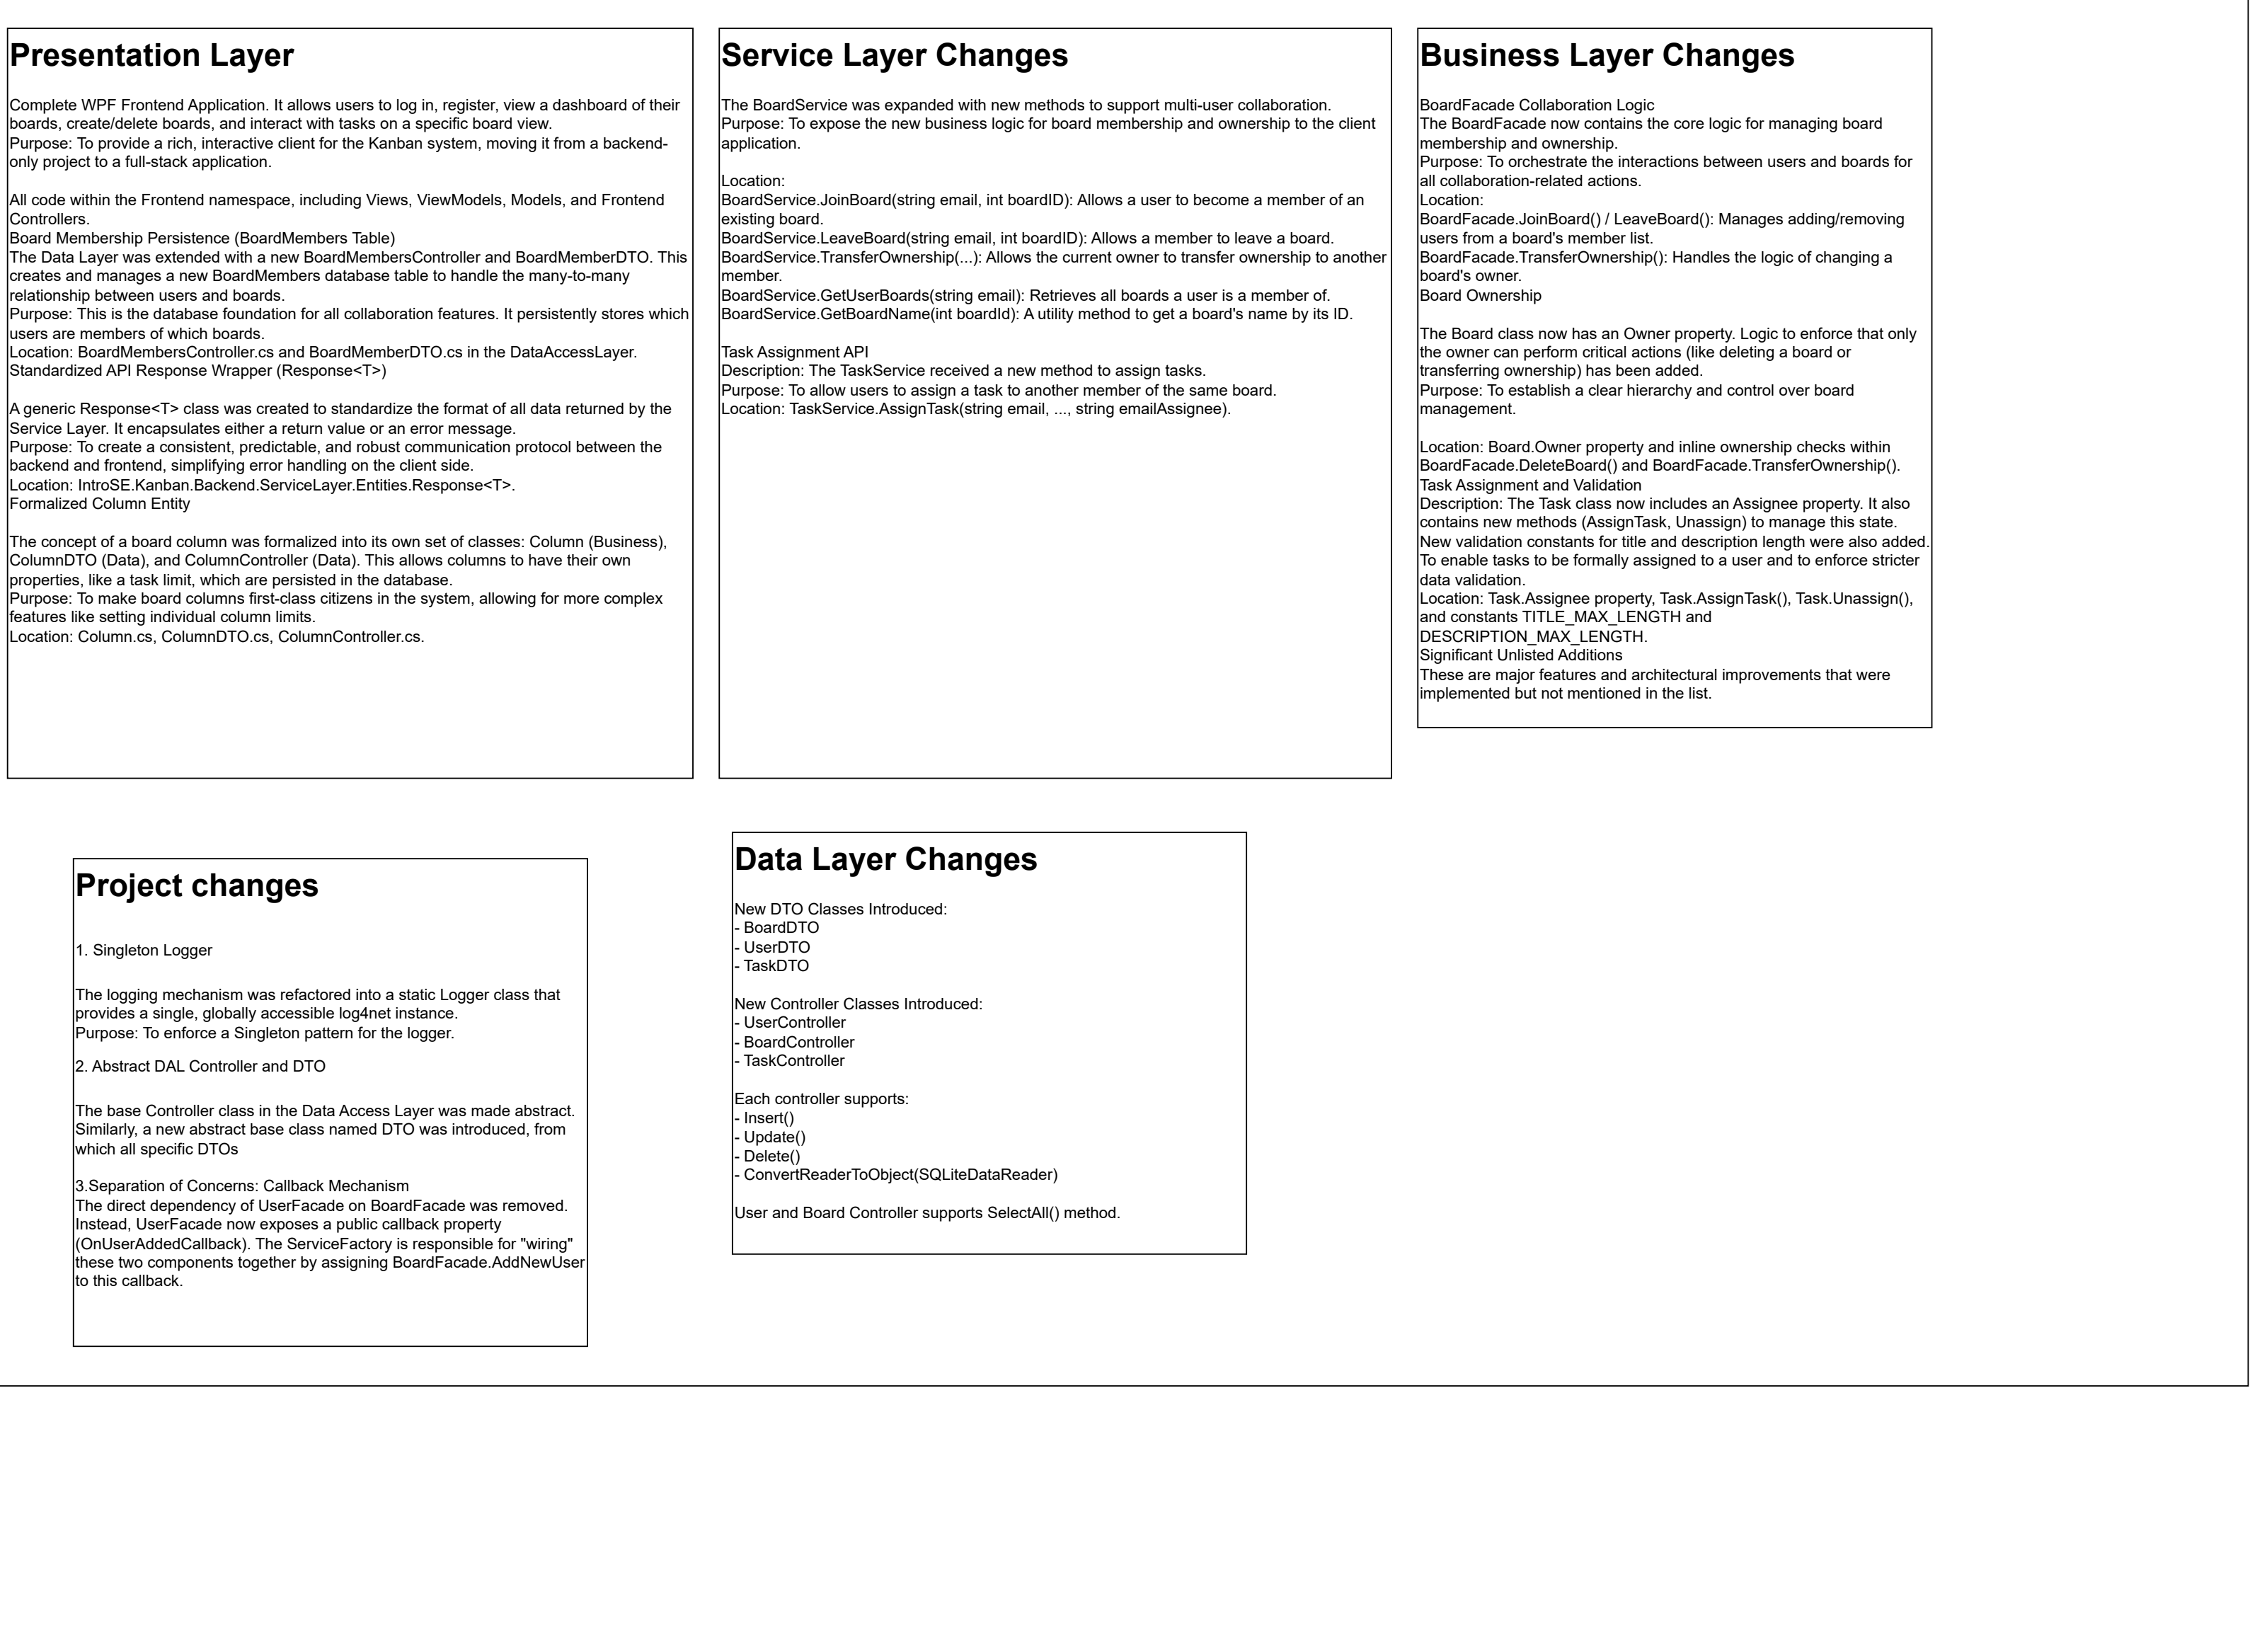 Presentation Layer
Complete WPF Frontend Application. It allows users to log in, register, view a dashboard of their
boards, create/delete boards, and interact with tasks on a specific board view.
Purpose: To provide a rich, interactive client for the Kanban system, moving it from a backend-
only project to a full-stack application.
All code within the Frontend namespace, including Views, ViewModels, Models, and Frontend
Controllers.
Board Membership Persistence (BoardMembers Table)
The Data Layer was extended with a new BoardMembersController and BoardMemberDTO. This
creates and manages a new BoardMembers database table to handle the many-to-many
relationship between users and boards.
Purpose: This is the database foundation for all collaboration features. It persistently stores which
users are members of which boards.
Location: BoardMembersController.cs and BoardMemberDTO.cs in the DataAccessLayer.
Standardized API Response Wrapper (Response<T>)
A generic Response<T> class was created to standardize the format of all data returned by the
Service Layer. It encapsulates either a return value or an error message.
Purpose: To create a consistent, predictable, and robust communication protocol between the
backend and frontend, simplifying error handling on the client side.
Location: IntroSE.Kanban.Backend.ServiceLayer.Entities.Response<T>.
Formalized Column Entity
The concept of a board column was formalized into its own set of classes: Column (Business),
ColumnDTO (Data), and ColumnController (Data). This allows columns to have their own
properties, like a task limit, which are persisted in the database.
Purpose: To make board columns first-class citizens in the system, allowing for more complex
features like setting individual column limits.
Location: Column.cs, ColumnDTO.cs, ColumnController.cs.
Service Layer Changes
The BoardService was expanded with new methods to support multi-user collaboration.
Purpose: To expose the new business logic for board membership and ownership to the client
application.
Location:
BoardService.JoinBoard(string email, int boardID): Allows a user to become a member of an
existing board.
BoardService.LeaveBoard(string email, int boardID): Allows a member to leave a board.
BoardService.TransferOwnership(...): Allows the current owner to transfer ownership to another
member.
BoardService.GetUserBoards(string email): Retrieves all boards a user is a member of.
BoardService.GetBoardName(int boardId): A utility method to get a board's name by its ID.
Task Assignment API
Description: The TaskService received a new method to assign tasks.
Purpose: To allow users to assign a task to another member of the same board.
Location: TaskService.AssignTask(string email, ..., string emailAssignee).
Business Layer Changes
BoardFacade Collaboration Logic
The BoardFacade now contains the core logic for managing board
membership and ownership.
Purpose: To orchestrate the interactions between users and boards for
all collaboration-related actions.
Location:
BoardFacade.JoinBoard() / LeaveBoard(): Manages adding/removing
users from a board's member list.
BoardFacade.TransferOwnership(): Handles the logic of changing a
board's owner.
Board Ownership
The Board class now has an Owner property. Logic to enforce that only
the owner can perform critical actions (like deleting a board or
transferring ownership) has been added.
Purpose: To establish a clear hierarchy and control over board
management.
Location: Board.Owner property and inline ownership checks within
BoardFacade.DeleteBoard() and BoardFacade.TransferOwnership().
Task Assignment and Validation
Description: The Task class now includes an Assignee property. It also
contains new methods (AssignTask, Unassign) to manage this state.
New validation constants for title and description length were also added.
To enable tasks to be formally assigned to a user and to enforce stricter
data validation.
Location: Task.Assignee property, Task.AssignTask(), Task.Unassign(),
and constants TITLE_MAX_LENGTH and
DESCRIPTION_MAX_LENGTH.
Significant Unlisted Additions
These are major features and architectural improvements that were
implemented but not mentioned in the list.
Project changes
1. Singleton Logger
The logging mechanism was refactored into a static Logger class that
provides a single, globally accessible log4net instance.
Purpose: To enforce a Singleton pattern for the logger.
2. Abstract DAL Controller and DTO
The base Controller class in the Data Access Layer was made abstract.
Similarly, a new abstract base class named DTO was introduced, from
which all specific DTOs
3.Separation of Concerns: Callback Mechanism
The direct dependency of UserFacade on BoardFacade was removed.
Instead, UserFacade now exposes a public callback property
(OnUserAddedCallback). The ServiceFactory is responsible for "wiring"
these two components together by assigning BoardFacade.AddNewUser
to this callback.
Data Layer Changes
New DTO Classes Introduced:
- BoardDTO
- UserDTO
- TaskDTO
New Controller Classes Introduced:
- UserController
- BoardController
- TaskController
Each controller supports:
- Insert()
- Update()
- Delete()
- ConvertReaderToObject(SQLiteDataReader)
User and Board Controller supports SelectAll() method.